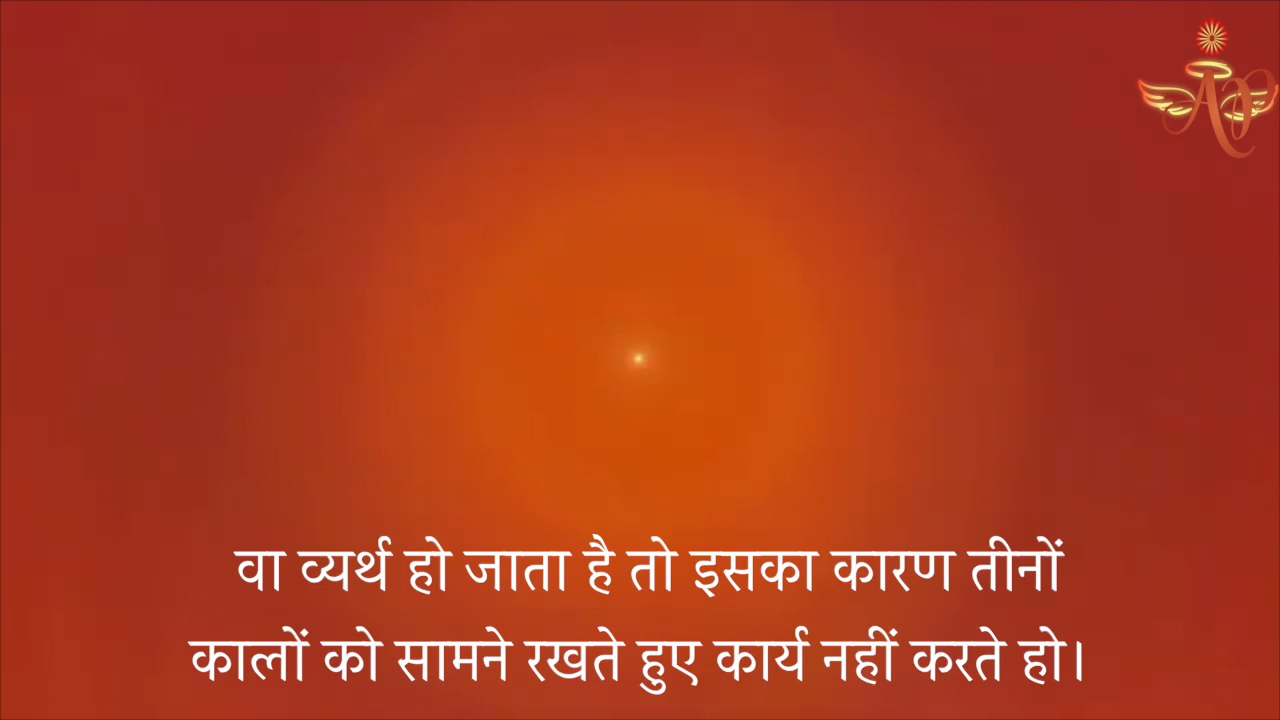 वा व्यर्थ हो जाता है तो इसका कारण तीनों
कालों को सामने रखते हुए कार्य नहीं करते हो।